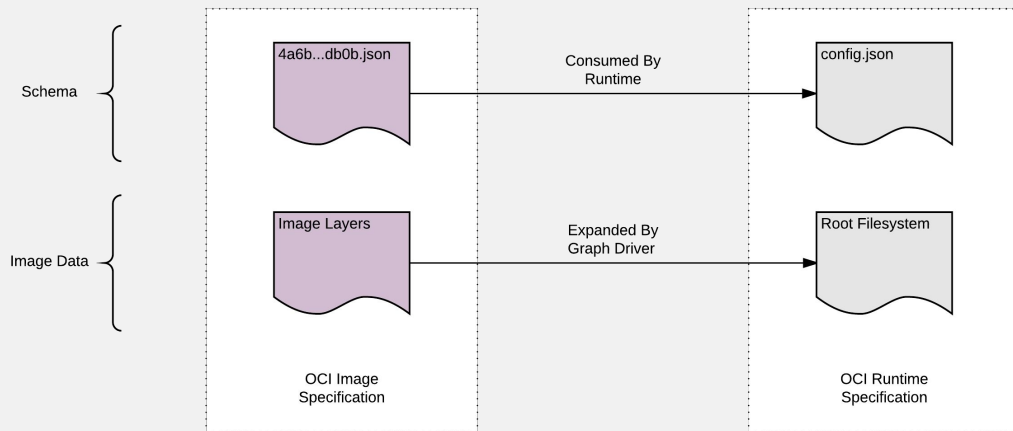 4a6b...db0b.json
Consumed By
Runtime
config.json
Schema
Image Layers
Expanded By
Graph Driver
Root Filesystem
Image Data
OCI Image
Specification
OCI Runtime
Specification